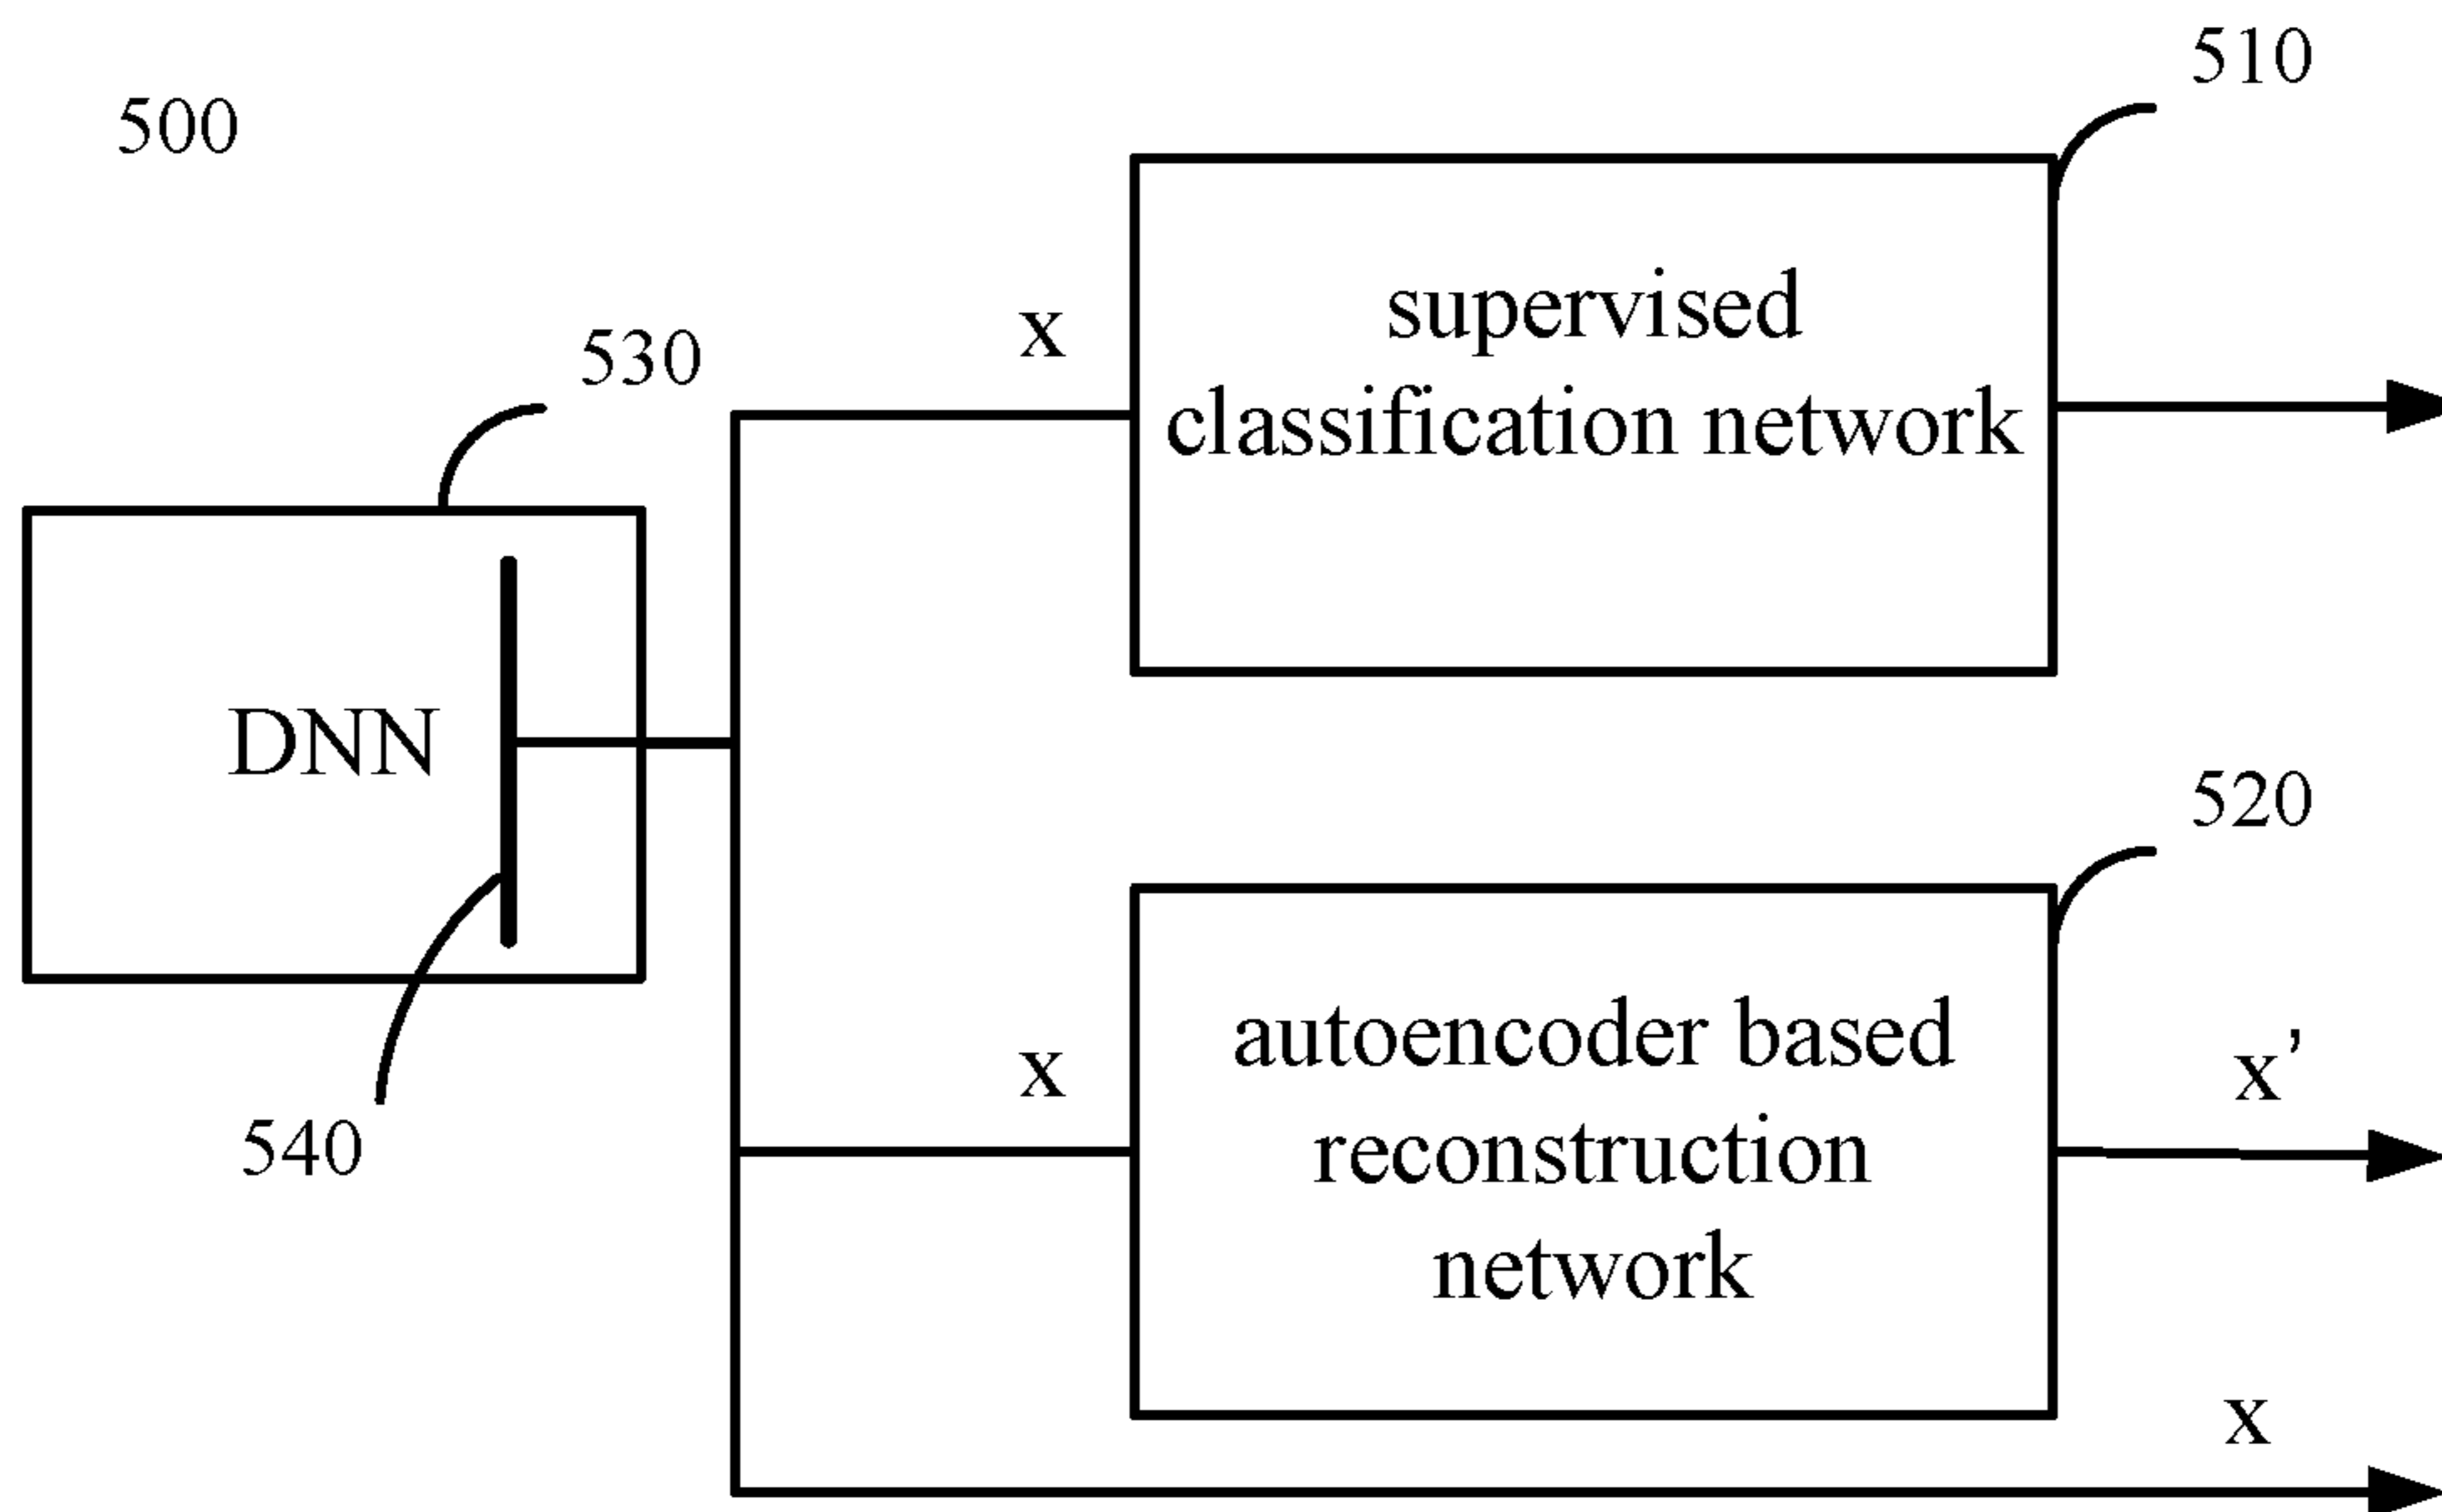 510
500
530
x
supervised
classification network
DNN
520
x
autoencoder based
reconstruction
network
x’
540
x